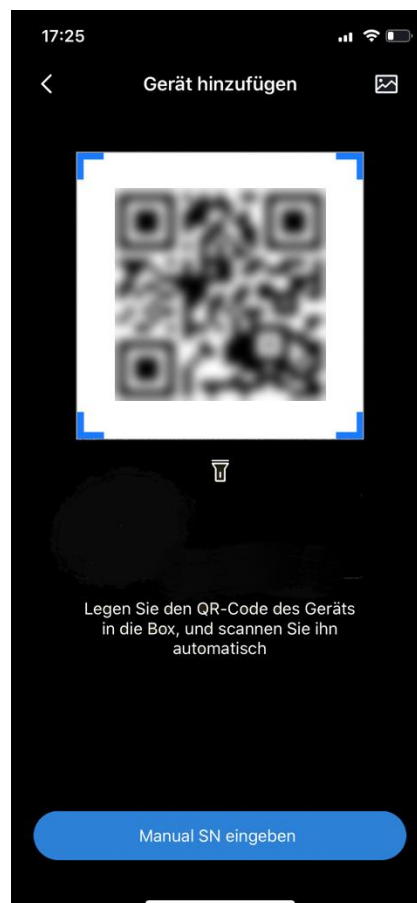 17:25
Gerät hinzufügen
Legen Sie den QR-Code des Geräts
in die Box, und scannen Sie ihn
automatisch
Manual SN eingeben